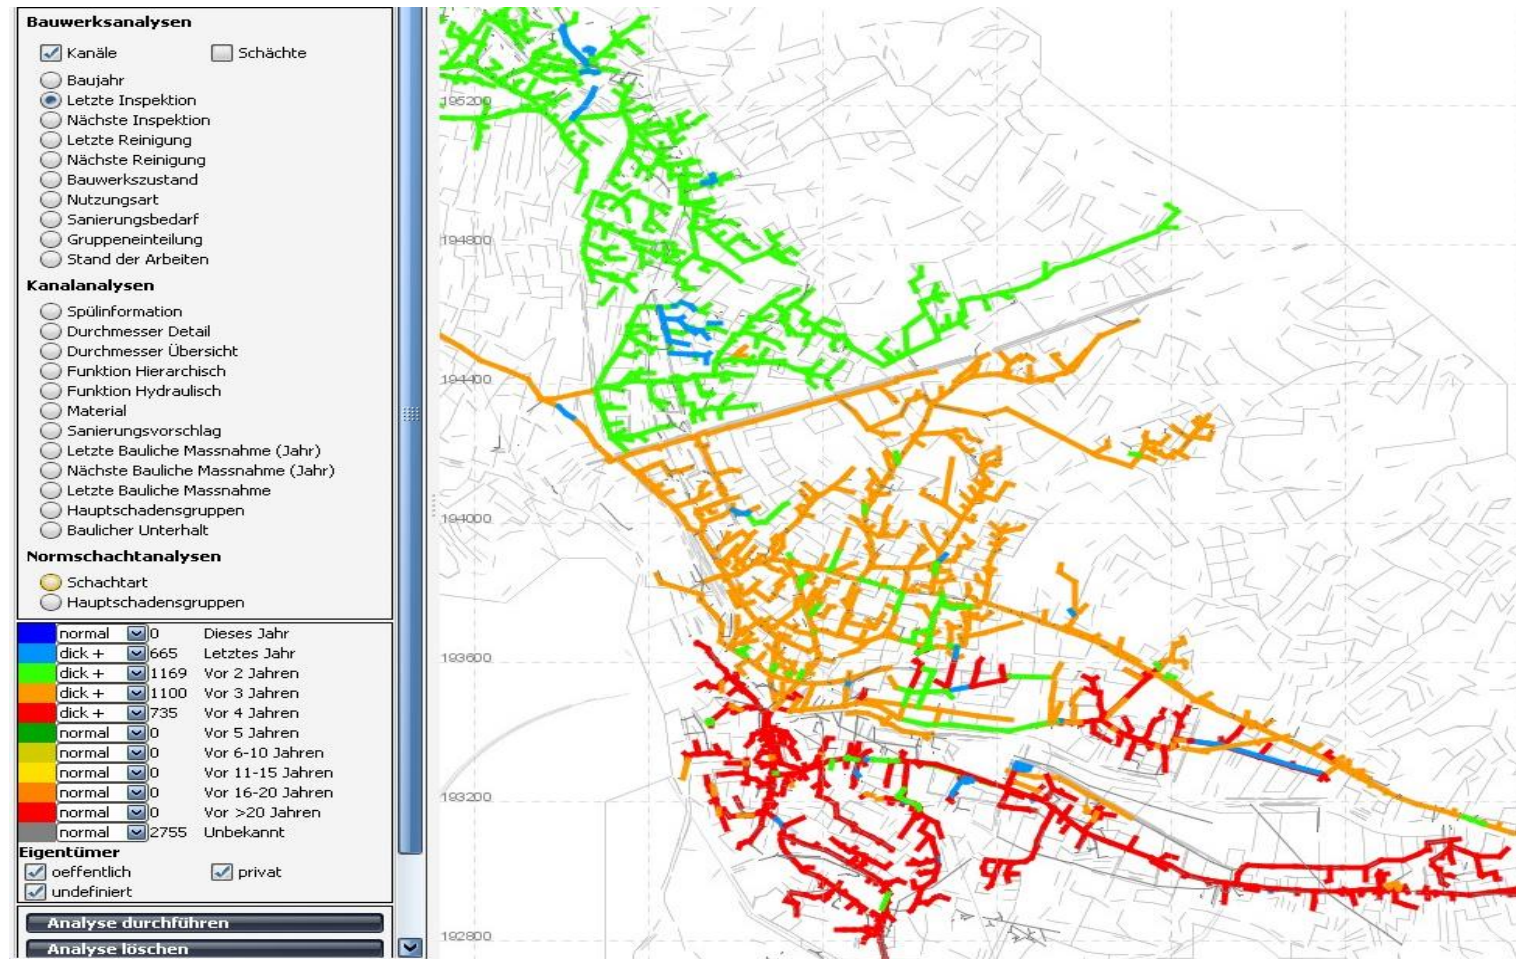 Bauwerksanalysen
Kanäle Schächte
Baujahr
Letzte Inspektion
Nächste Inspektion
Letzte Reinigung
Nächste Reinigung
Bauwerkszustand
Nutzungsart
Sanierungsbedarf
Gruppeneinteilung
Stand der Arbeiten
Kanalanalysen
Spülinformation
Durchmesser Detail
Durchmesser Übersicht
Funktion Hierarchisch
Funktion Hydraulisch
Material
Sanierungsvorschlag
Letzte Bauliche Massnahme (Jahr)
Nächste Bauliche Massnahme (Jahr)
Letzte Bauliche Massnahme
Hauptschadensgruppen
Baulicher Unterhalt
Normschachtanalysen
Schachtart
Hauptschadensgruppen
normal 0 Dieses Jahr
dick + 665 Letztes Jahr
dick + 1169 Vor 2 Jahren
dick + 1100 Vor 3 Jahren
dick + 735 Vor 4 Jahren
normal 0 Vor 5 Jahren
normal 0 Vor 6-10 Jahren
normal 0 Vor 11-15 Jahren
normal 0 Vor 16-20 Jahren
normal 0 Vor >20 Jahren
normal 2755 Unbekannt
Eigentümer
oeffentlich privat
undefiniert
Analyse durchführen
Analyse löschen
195200
194800
194400
194000
193600
193200
192800